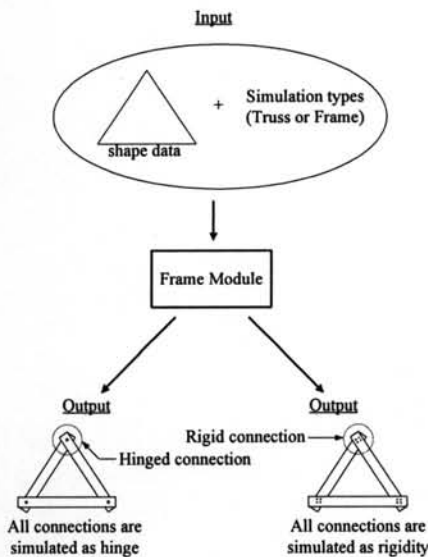 Input
+
Simulation types
(Truss or Frame)
shape data
Frame Module
Output
Hinged connection
All connections are
simulated as hinge
Output
Rigid connection
All connections are
simulated as rigidity